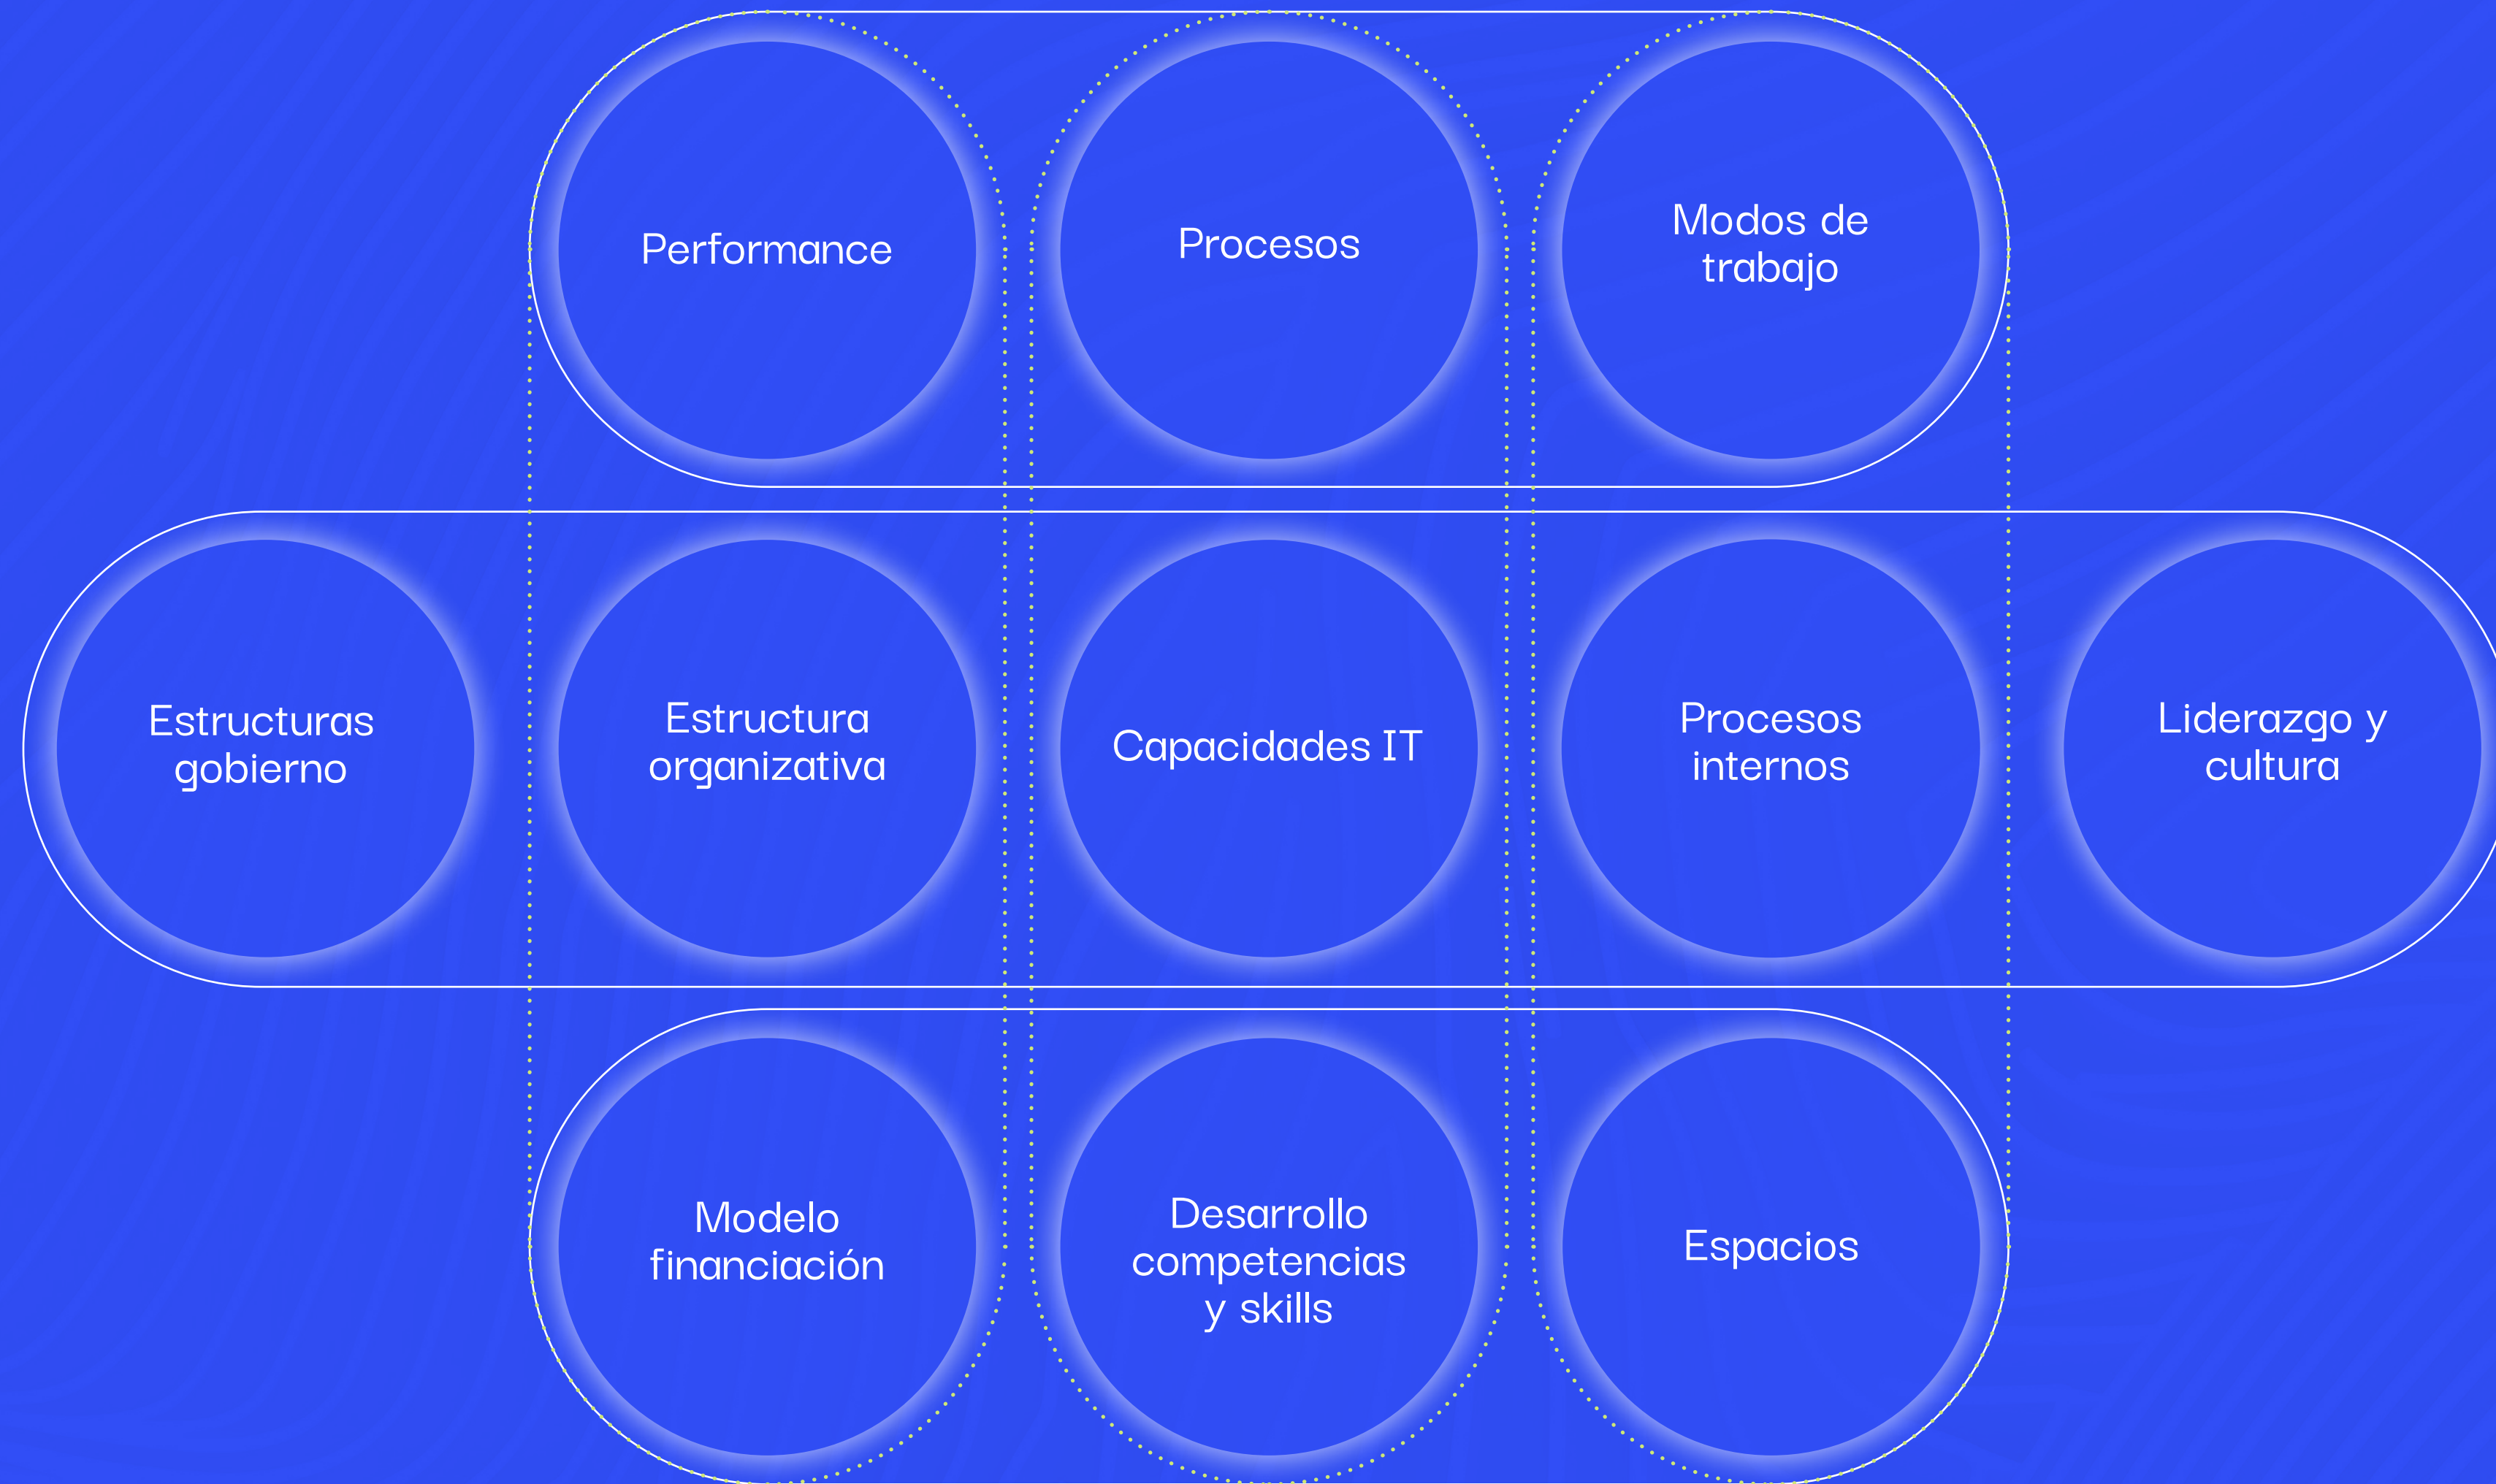 Performance
Procesos
Modos de
trabajo
Estructuras
gobierno
Estructura
organizativa
Capacidades IT
Procesos
internos
Liderazgo y
cultura
Modelo
financiación
Desarrollo
competencias
y skills
Espacios